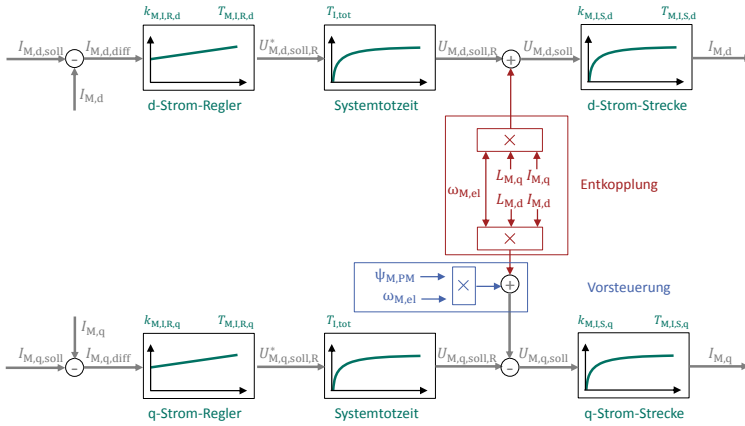 k_M,I,R,d T_M,I,R,d T_I,tot k_M,I,S,d T_M,I,S,d
I_M,d,soll I_M,d,diff U*_M,d,soll,R U_M,d,soll,R U_M,d,soll I_M,d
- +
I_M,d
d-Strom-Regler Systemtotzeit d-Strom-Strecke
×
L_M,q I_M,q
ω_M,el Entkopplung
L_M,d I_M,d
×
ψ_M,PM × + Vorsteuerung
ω_M,el
k_M,I,R,q T_M,I,R,q T_I,tot k_M,I,S,q T_M,I,S,q
I_M,q
I_M,q,soll I_M,q,diff U*_M,q,soll,R U_M,q,soll,R U_M,q,soll I_M,q
- -
q-Strom-Regler Systemtotzeit q-Strom-Strecke